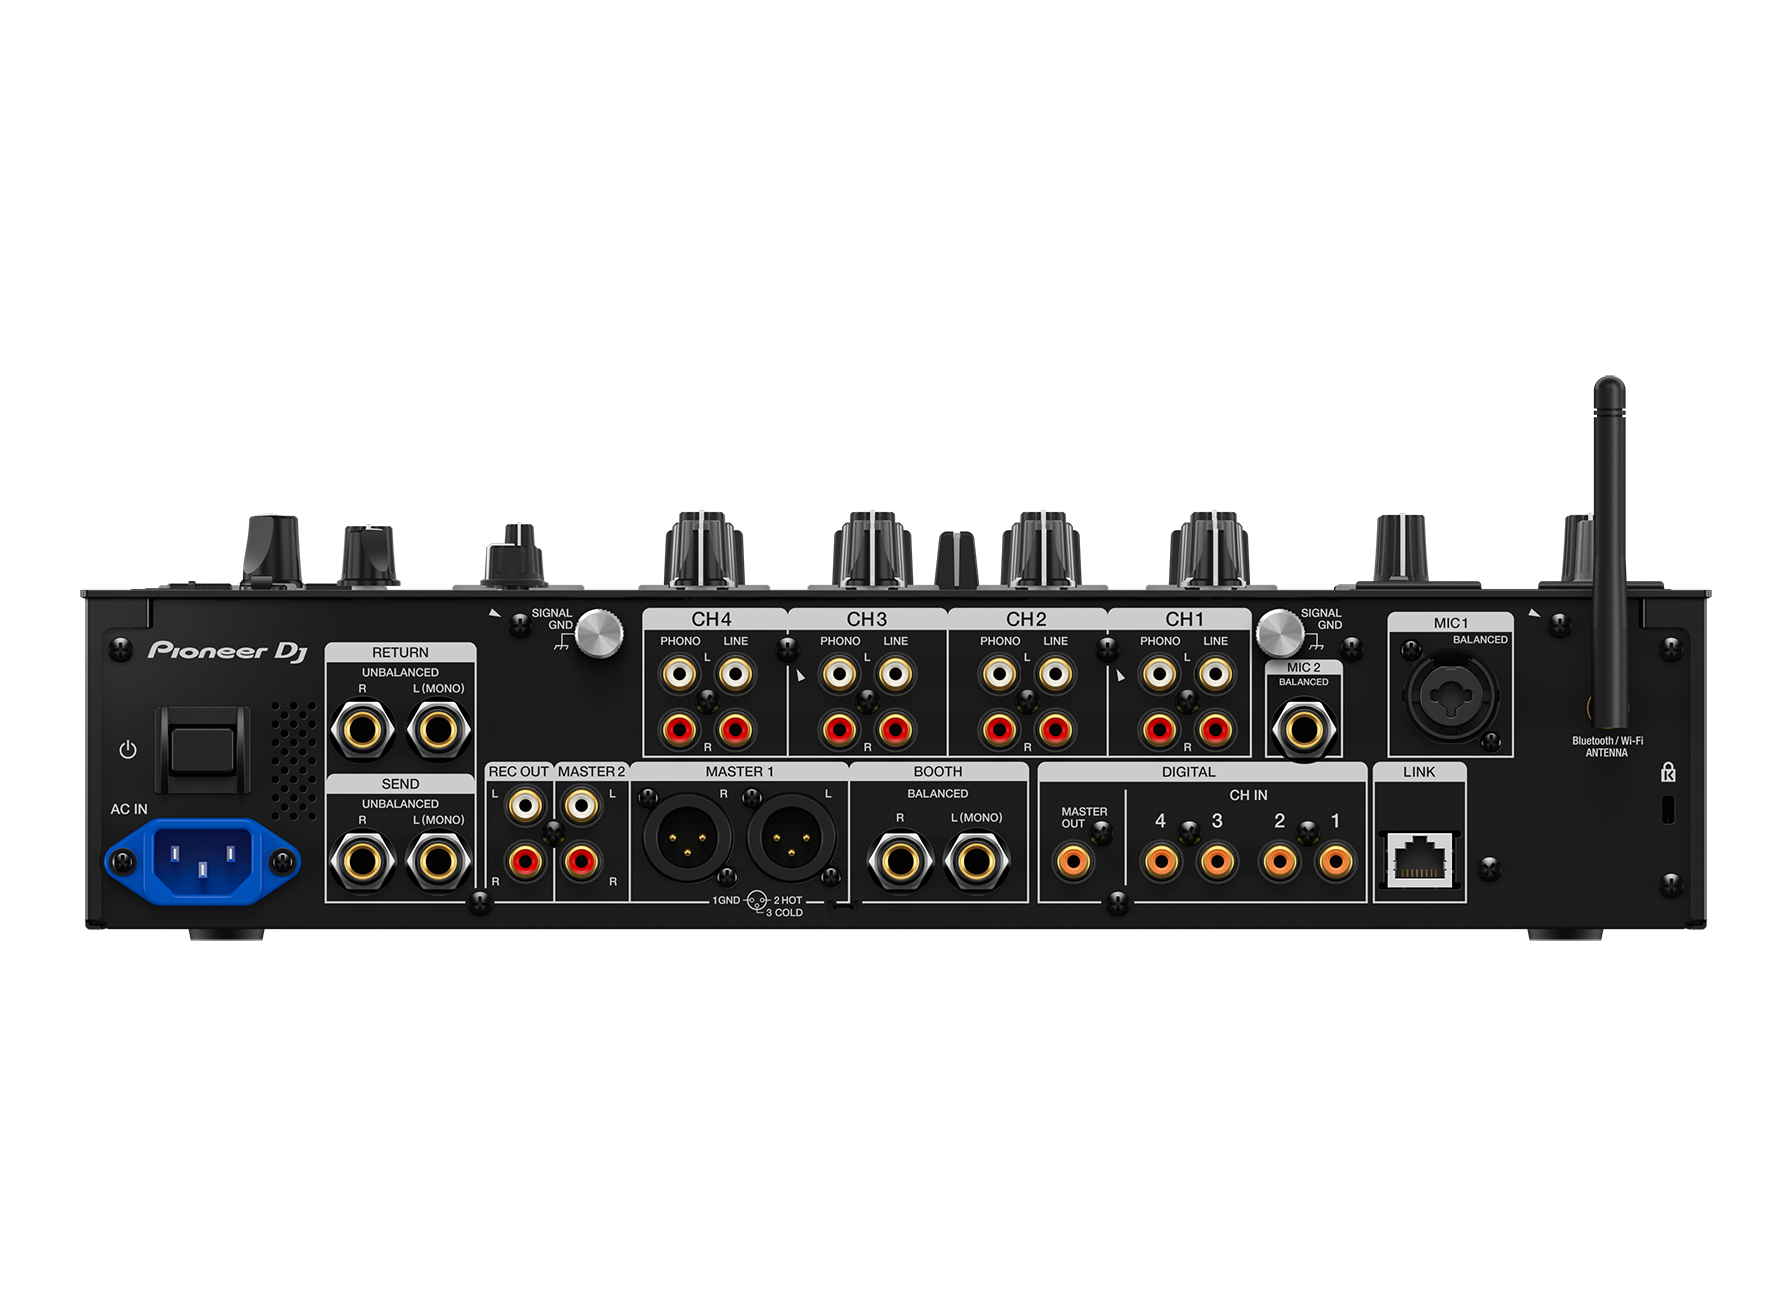 Pioneer Dj
AC IN
RETURN
UNBALANCED
R L (MONO)
SEND
UNBALANCED
R L (MONO)
SIGNAL
GND
CH4
PHONO LINE
L
R
CH3
PHONO LINE
L
R
CH2
PHONO LINE
L
R
CH1
PHONO LINE
L
R
SIGNAL
GND
MIC 2
BALANCED
MIC1
BALANCED
Bluetooth / Wi-Fi
ANTENNA
K
REC OUT
L
R
MASTER 2
L
R
MASTER 1
R L
1 GND 2 HOT
3 COLD
BOOTH
BALANCED
R L (MONO)
DIGITAL
MASTER
OUT
CH IN
4 3 2 1
LINK